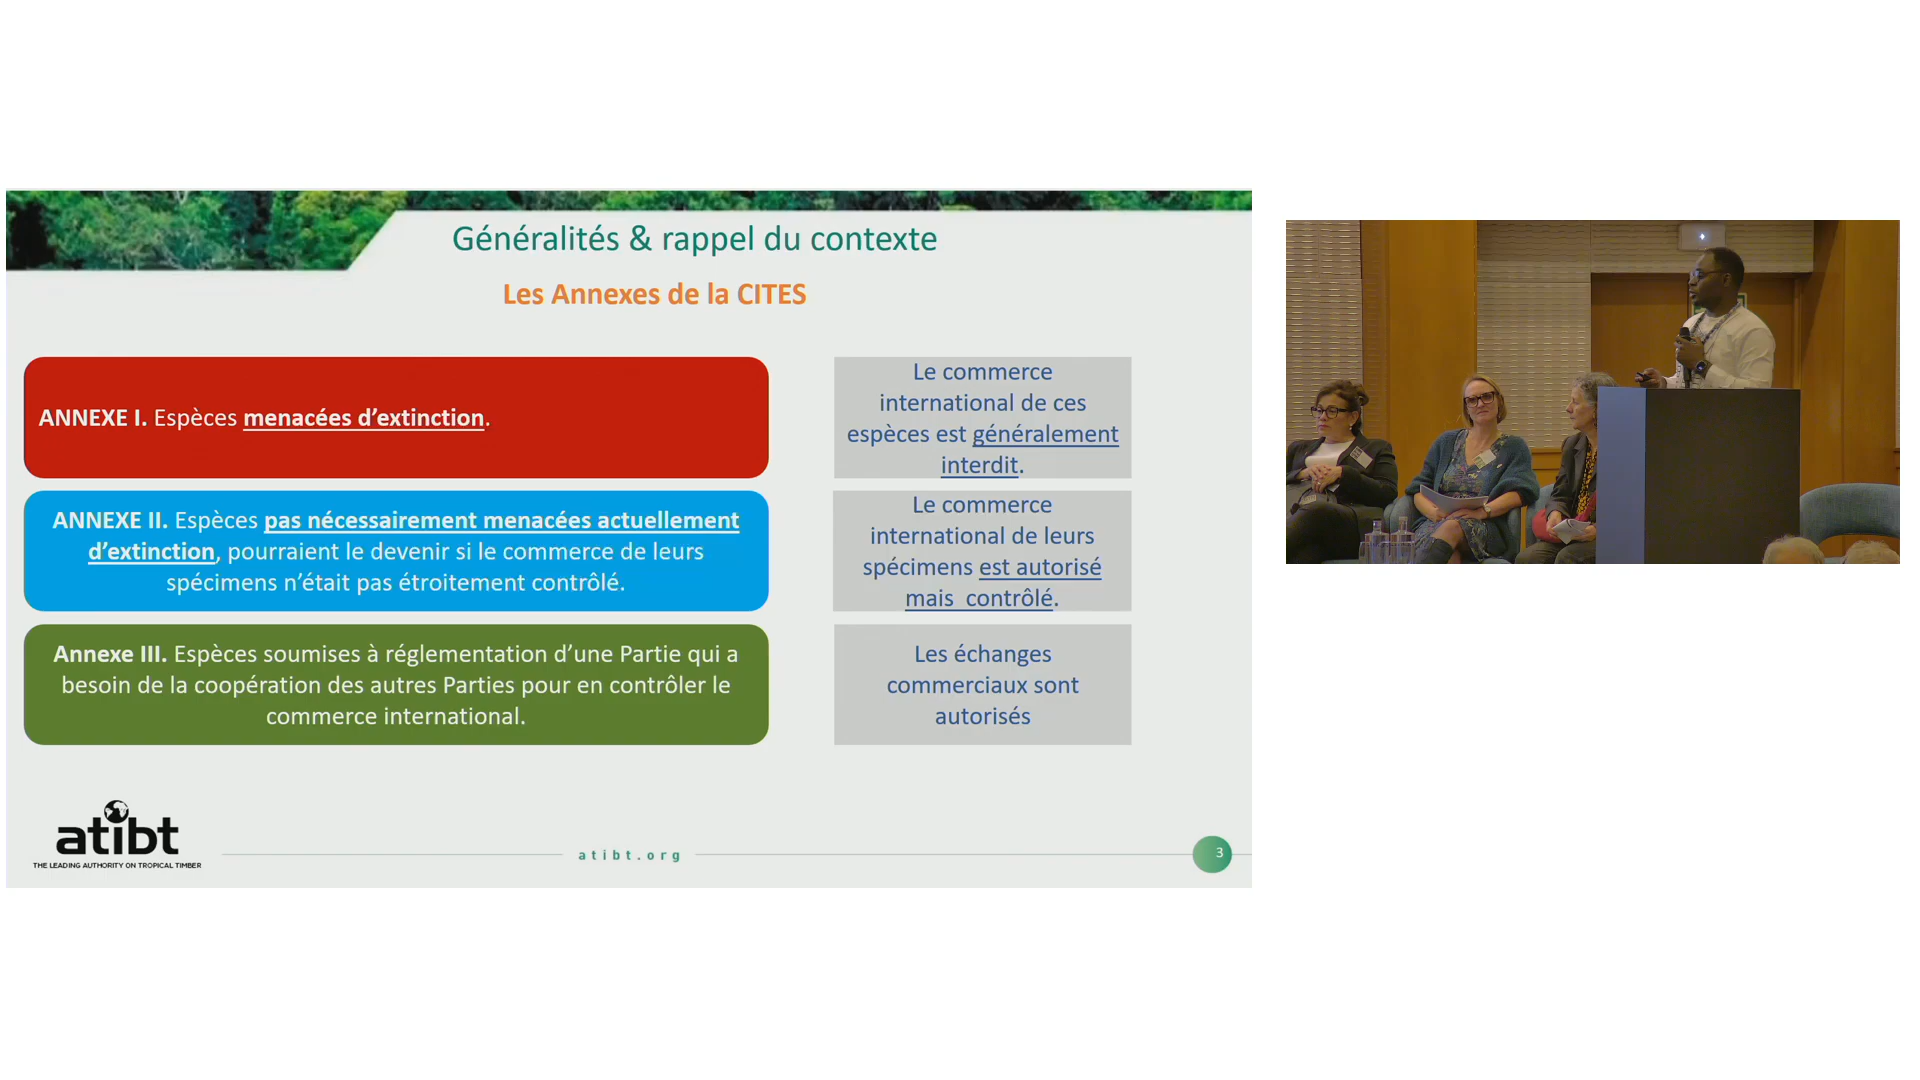 Généralités & rappel du contexte
Les Annexes de la CITES
ANNEXE I. Espèces menacées d’extinction.
Le commerce
international de ces
espèces est généralement
interdit.
ANNEXE II. Espèces pas nécessairement menacées actuellement
d’extinction, pourraient le devenir si le commerce de leurs
spécimens n’était pas étroitement contrôlé.
Le commerce
international de leurs
spécimens est autorisé
mais contrôlé.
Annexe III. Espèces soumises à réglementation d’une Partie qui a
besoin de la coopération des autres Parties pour en contrôler le
commerce international.
Les échanges
commerciaux sont
autorisés
atibt
THE LEADING AUTHORITY ON TROPICAL TIMBER
atibt.org
3